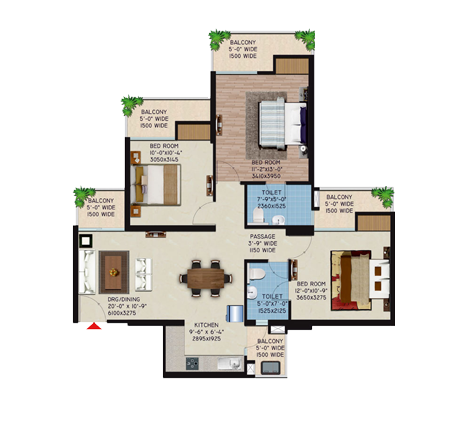 BALCONY
5'-0" WIDE
1500 WIDE
BALCONY
5'-0" WIDE
1500 WIDE
BED ROOM
11'-2"X13'-0"
3410X3950
BED ROOM
10'-0"X10'-4"
3050X3145
TOILET
7'-9"X5'-0"
2360X1525
BALCONY
5'-0" WIDE
1500 WIDE
BALCONY
5'-0" WIDE
1500 WIDE
PASSAGE
3'-9" WIDE
1150 WIDE
BED ROOM
12'-0"X10'-9"
3650X3275
DRG/DINING
20'-0" X 10'-9"
6100X3275
TOILET
5'-0"X7'-0"
1525X2125
KITCHEN
9'-6" X 6'-4"
2895X1925
BALCONY
5'-0" WIDE
1500 WIDE